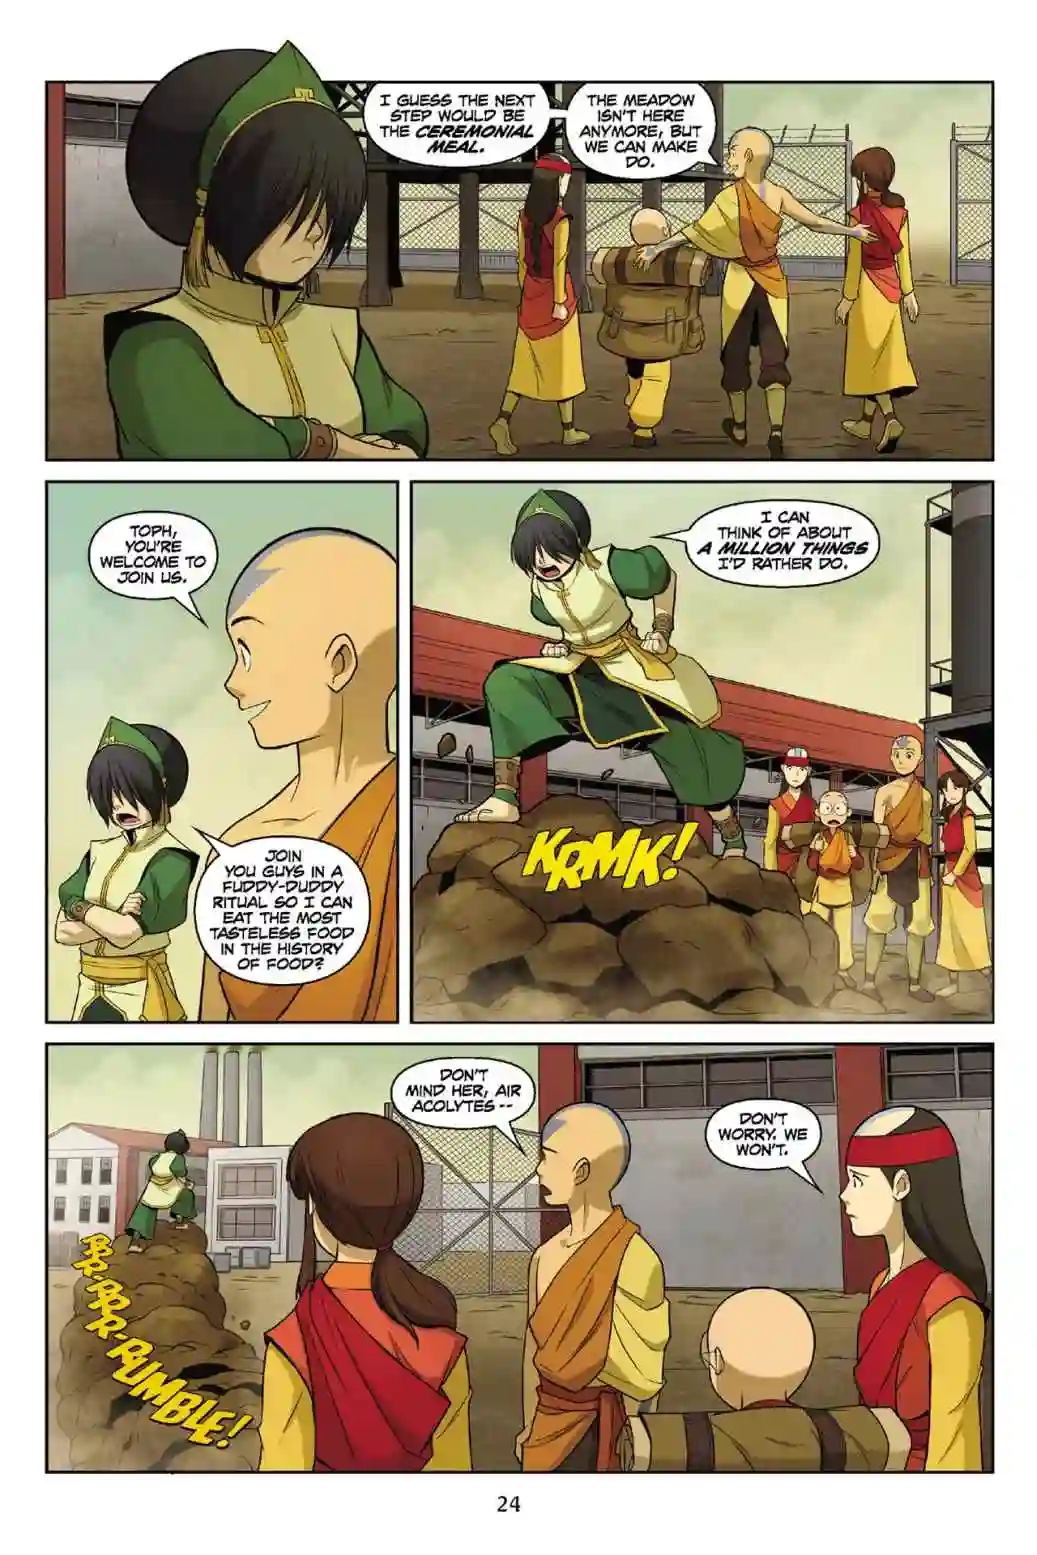 I GUESS THE NEXT
STEP WOULD BE
THE CEREMONIAL
MEAL.
THE MEADOW
ISN'T HERE
ANYMORE, BUT
WE CAN MAKE
DO.
TOPH,
YOU'RE
WELCOME TO
JOIN US.
JOIN
YOU GUYS IN A
FUDDY-DUDDY
RITUAL SO I CAN
EAT THE MOST
TASTELESS FOOD
IN THE HISTORY
OF FOOD?
I CAN
THINK OF ABOUT
A MILLION THINGS
I'D RATHER DO.
KRMK!
DON'T
MIND HER, AIR
ACOLYTES --
DON'T
WORRY. WE
WON'T.
RR-RRR-RUMBLE!
24